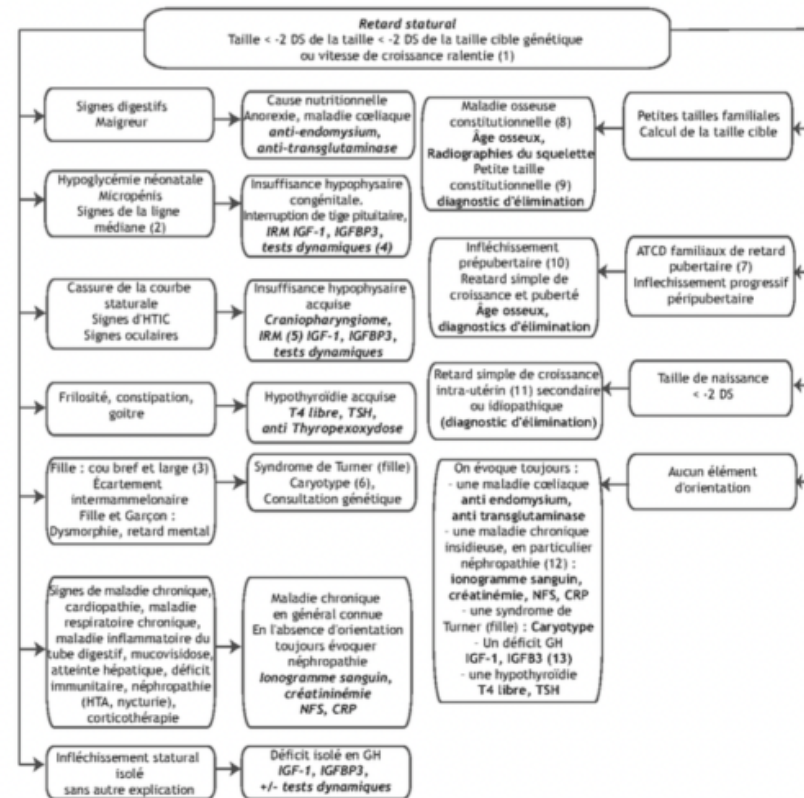 Retard statural
Taille < -2 DS de la taille < -2 DS de la taille cible génétique
ou vitesse de croissance ralentie (1)
Signes digestifs
Maigreur
Cause nutritionnelle
Anorexie, maladie cœliaque
anti-endomysium,
anti-transglutaminase
Maladie osseuse
constitutionnelle (8)
Âge osseux,
Radiographies du squelette
Petite taille
constitutionnelle (9)
diagnostic d'élimination
Petites tailles familiales
Calcul de la taille cible
Hypoglycémie néonatale
Micropénis
Signes de la ligne
médiane (2)
Insuffisance hypophysaire
congénitale.
Interruption de tige pituitaire,
IRM IGF-1, IGFBP3,
tests dynamiques (4)
Infléchissement
prépubertaire (10)
Reatard simple de
croissance et puberté
Âge osseux,
diagnostics d'élimination
ATCD familiaux de retard
pubertaire (7)
Inflechissement progressif
péripubertaire
Cassure de la courbe
staturale
Signes d'HTIC
Signes oculaires
Insuffisance hypophysaire
acquise
Craniopharyngiome,
IRM (5) IGF-1, IGFBP3,
tests dynamiques
Retard simple de croissance
intra-utérin (11) secondaire
ou idiopathique
(diagnostic d'élimination)
Taille de naissance
< -2 DS
Frilosité, constipation,
goitre
Hypothyroïdie acquise
T4 libre, TSH,
anti Thyropexoxydose
Fille : cou bref et large (3)
Écartement
intermammelonaire
Fille et Garçon :
Dysmorphie, retard mental
Syndrome de Turner (fille)
Caryotype (6),
Consultation génétique
On évoque toujours :
- une maladie cœliaque
anti endomysium,
anti transglutaminase
- une maladie chronique
insidieuse, en particulier
néphropathie (12) :
ionogramme sanguin,
créatinémie, NFS, CRP
- une syndrome de
Turner (fille) : Caryotype
- Un déficit GH
IGF-1, IGFB3 (13)
- une hypothyroïdie
T4 libre, TSH
Aucun élément
d'orientation
Signes de maladie chronique,
cardiopathie, maladie
respiratoire chronique,
maladie inflammatoire du
tube digestif, mucovisidose,
atteinte hépatique, déficit
immunitaire, néphropathie
(HTA, nycturie),
corticothérapie
Maladie chronique
en général connue
En l'absence d'orientation
toujours évoquer
néphropathie
Ionogramme sanguin,
créatininémie
NFS, CRP
Infléchissement statural
isolé
sans autre explication
Déficit isolé en GH
IGF-1, IGFBP3,
+/- tests dynamiques